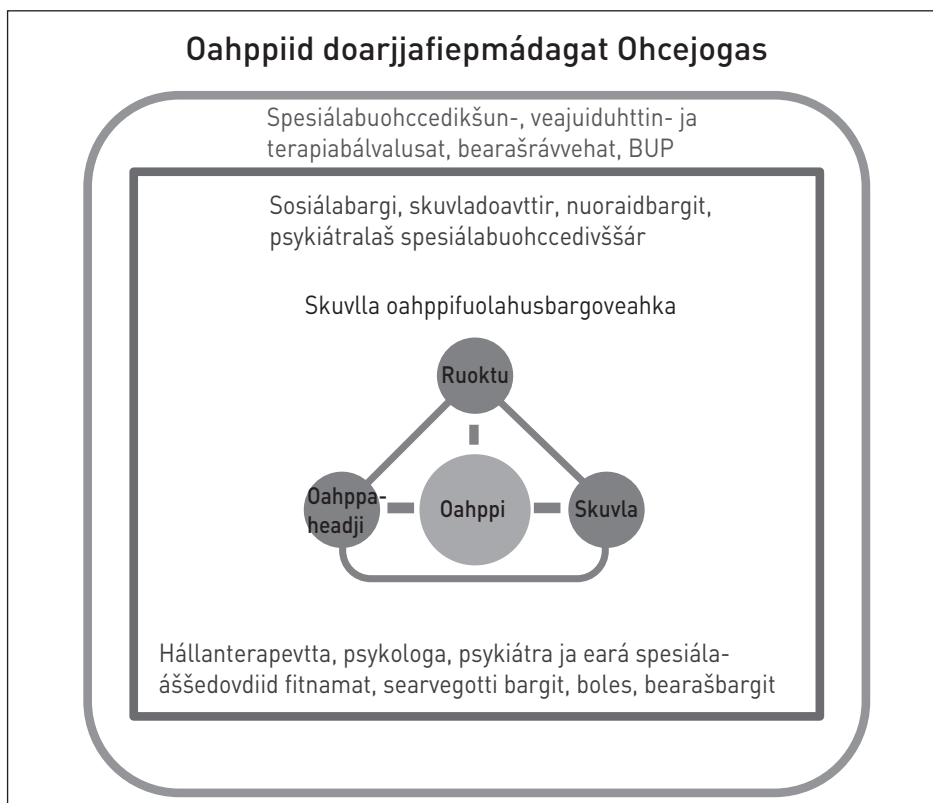 Oahppiid doarjjafiepmádagat Ohcejogas
Spesiálabuohccedikšun-, veajuiduhttin- ja
terapiabálvalusat, bearašrávvehat, BUP
Sosiálabargi, skuvladoavttir, nuoraidbargit,
psykiátralaš spesiálabuohccedivššár
Skuvlla oahppifuolahusbargoveahka
Ruoktu
Oahppa-
headji
Oahppi
Skuvla
Hállanterapevtta, psykologa, psykiátra ja eará spesiála-
áššedovdiid fitnamat, searvegotti bargit, boles, bearašbargit